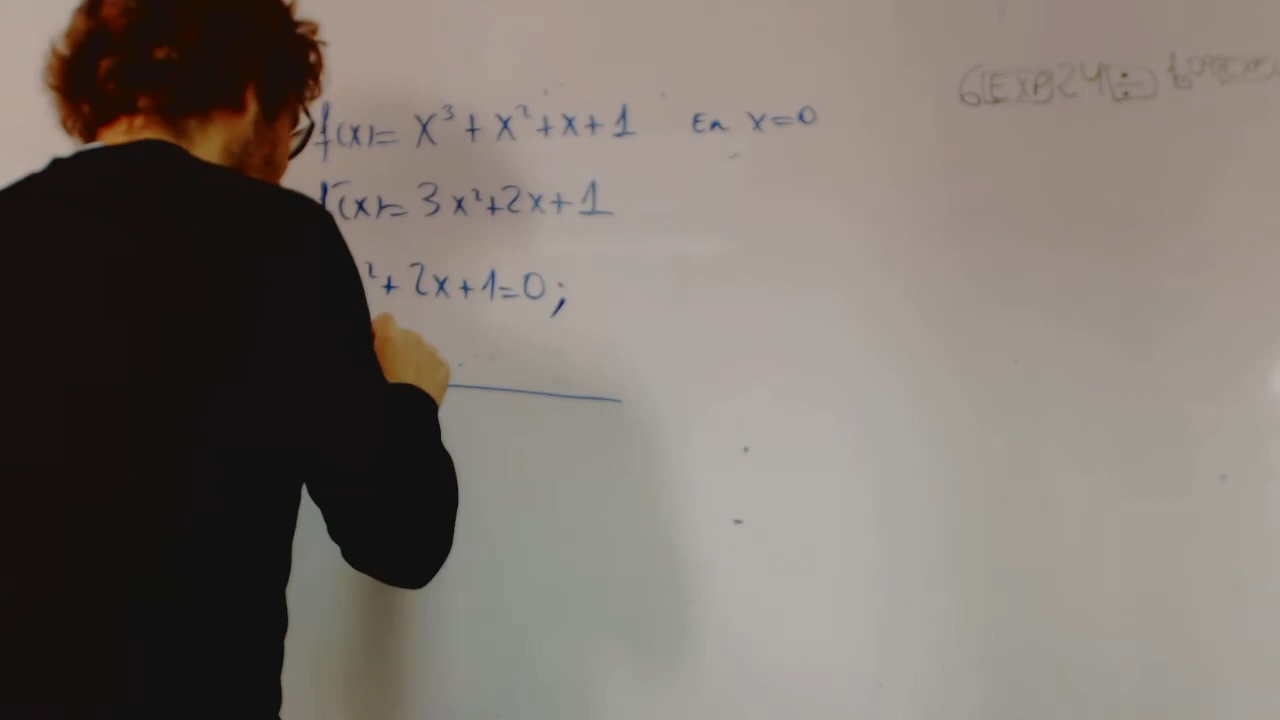 f(x)= x³+x²+x+1 En x=0
f'(x)= 3x²+2x+1
²+2x+1=0;